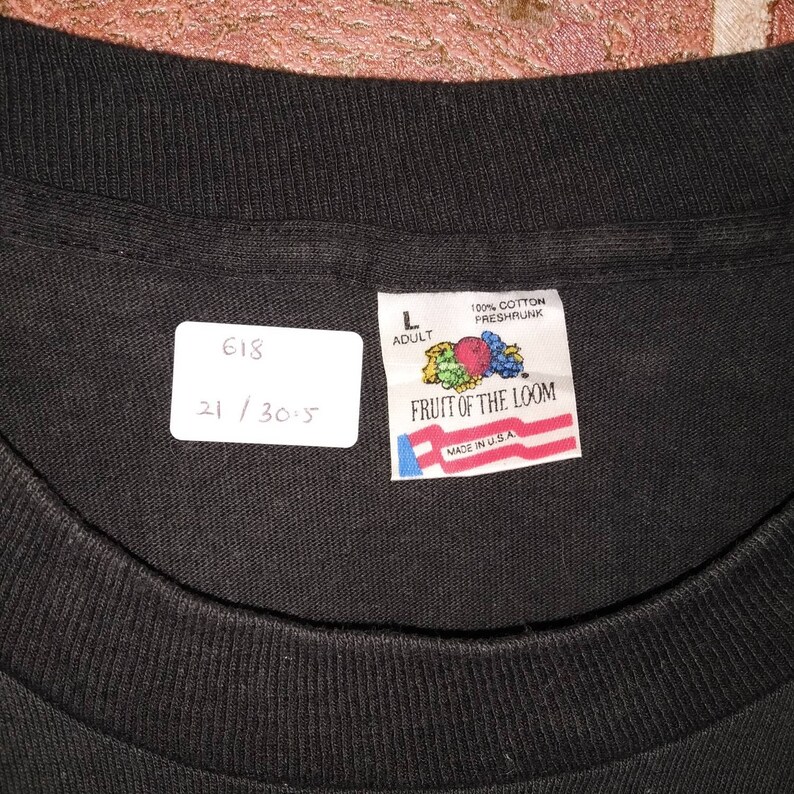 618
21 / 30.5
L
ADULT
100% COTTON
PRESHRUNK
FRUIT OF THE LOOM
MADE IN U.S.A.